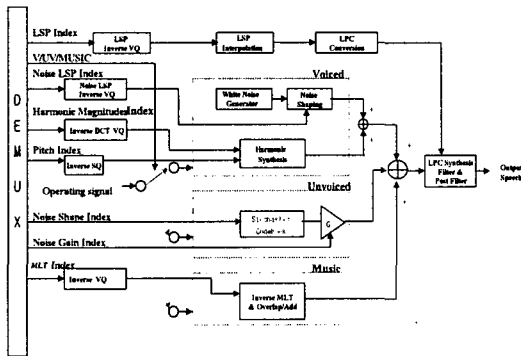 LSP Index
LSP
Inverse VQ
LSP
Interpolation
LPC
Conversion
V/UV/MUSIC
Noise LSP Index
Noise LSP
Inverse VQ
Voiced
White Noise
Generator
Noise
Shaping
Harmonic Magnitudes Index
Inverse DCT VQ
Harmonic
Synthesis
Pitch Index
Inverse SQ
Operating signal
D
E
M
U
X
LPC Synthesis
Filter &
Post Filter
Output
Speech
Unvoiced
Noise Shape Index
Codebook
G
Noise Gain Index
Music
MLT Index
Inverse VQ
Inverse MLT
& Overlap/Add